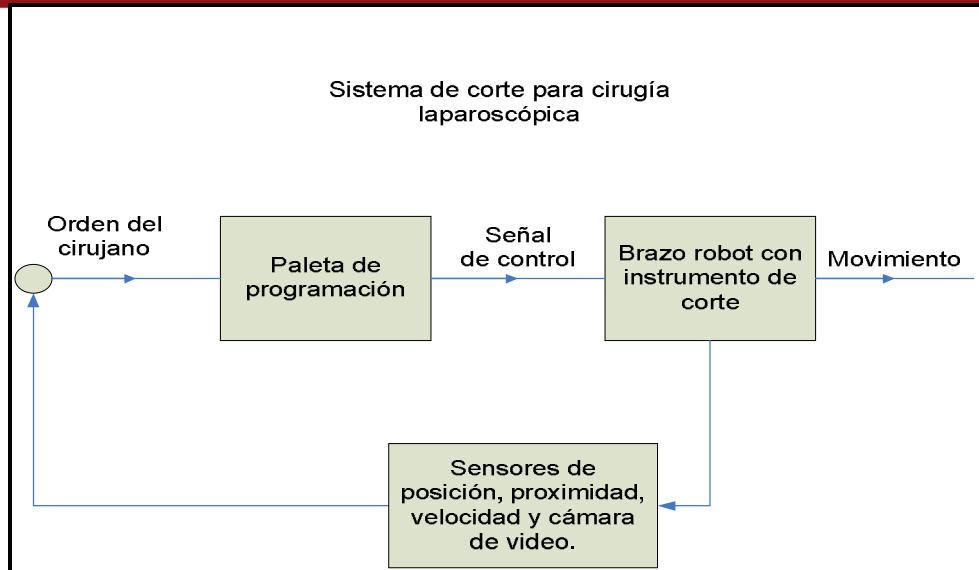 Sistema de corte para cirugía
laparoscópica
Orden del
cirujano
Paleta de
programación
Señal
de control
Brazo robot con
instrumento de
corte
Movimiento
Sensores de
posición, proximidad,
velocidad y cámara
de video.